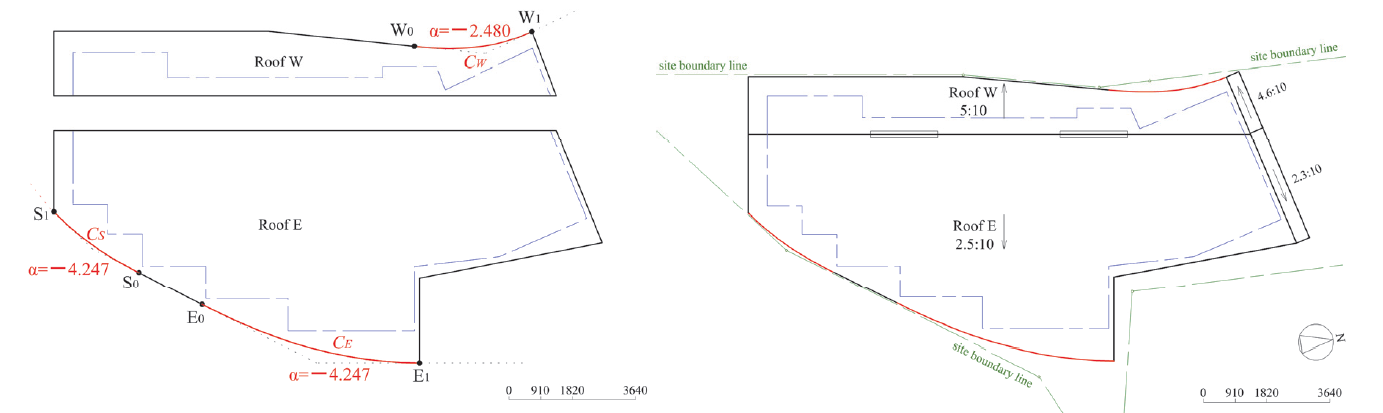 W1
W0
α=－2.480
Cw
Roof W
S1
Cs
α=－4.247
S0
Roof E
E0
CE
α=－4.247
E1
0 910 1820 3640
site boundary line
site boundary line
Roof W
5:10
4.6:10
2.3:10
Roof E
2.5:10
site boundary line
N
0 910 1820 3640